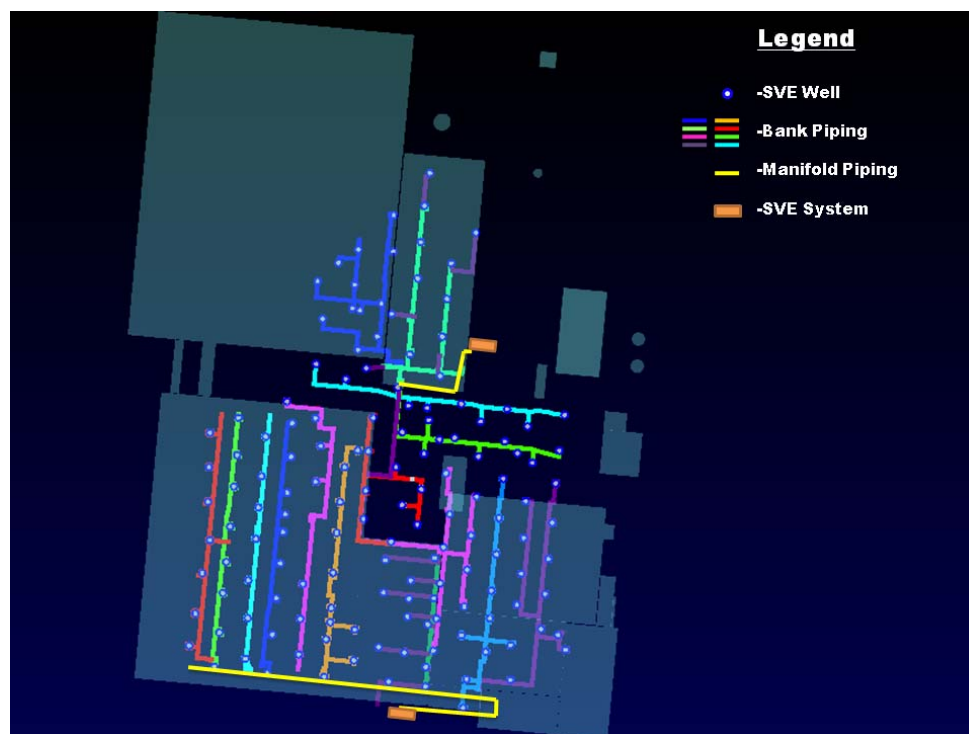 Legend
-SVE Well
-Bank Piping
-Manifold Piping
-SVE System